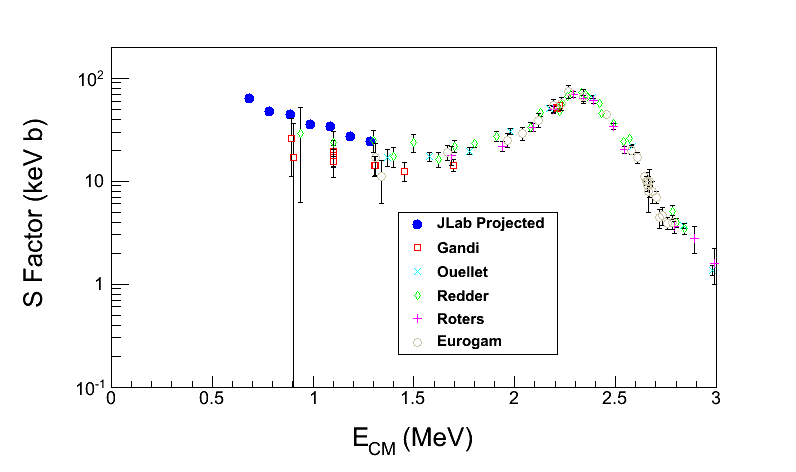 S Factor (keV b)
10²
10
1
10⁻¹
0 0.5 1 1.5 2 2.5 3
E_CM (MeV)
JLab Projected
Gandi
Ouellet
Redder
Roters
Eurogam